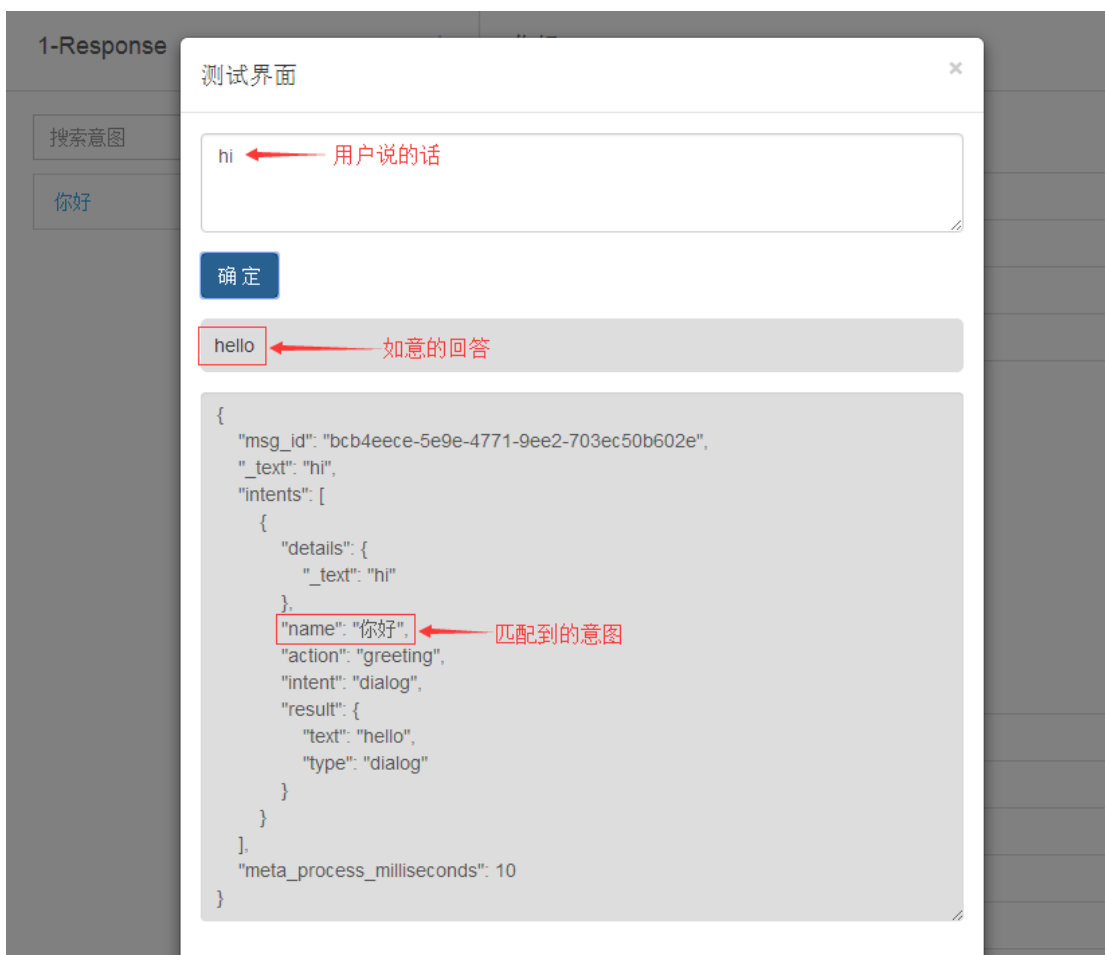 1-Response
测试界面
×
搜索意图
hi 用户说的话
你好
确定
hello 如意的回答
{
"msg_id": "bcb4eece-5e9e-4771-9ee2-703ec50b602e",
"_text": "hi",
"intents": [
{
"details": {
"_text": "hi"
},
"name": "你好", 匹配到的意图
"action": "greeting",
"intent": "dialog",
"result": {
"text": "hello",
"type": "dialog"
}
}
],
"meta_process_milliseconds": 10
}